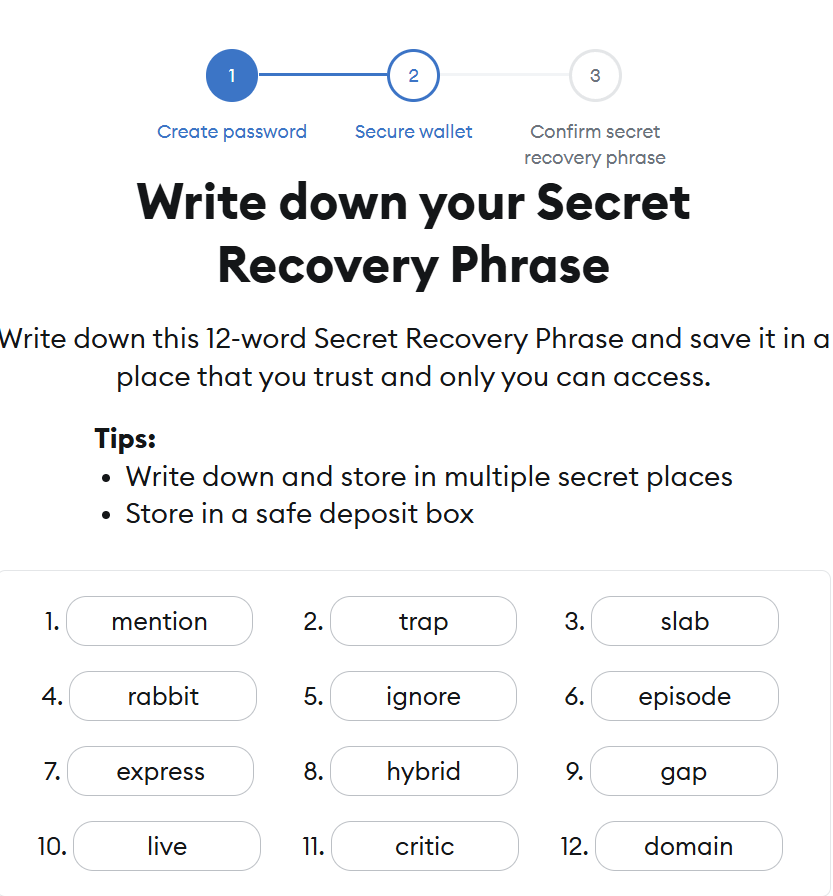 1 2 3
Create password Secure wallet Confirm secret
recovery phrase
Write down your Secret
Recovery Phrase
Write down this 12-word Secret Recovery Phrase and save it in a
place that you trust and only you can access.
Tips:
• Write down and store in multiple secret places
• Store in a safe deposit box
1. mention 2. trap 3. slab
4. rabbit 5. ignore 6. episode
7. express 8. hybrid 9. gap
10. live 11. critic 12. domain